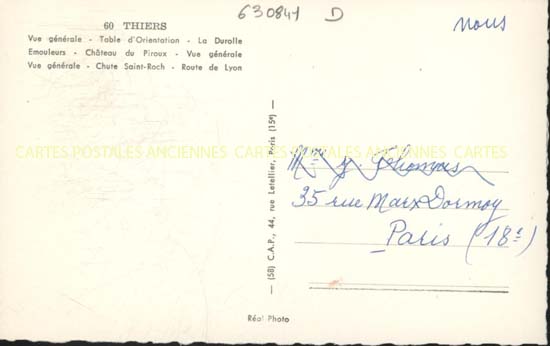 630841 D
nous
60 THIERS
Vue générale - Table d'Orientation - La Durolle
Emouleurs - Château du Piroux - Vue générale
Vue générale - Chute Saint-Roch - Route de Lyon
CARTES POSTALES ANCIENNES CARTES POSTALES ANCIENNES CARTES
Mme y. Thomas
35 rue Marx Dormoy
Paris (18e)
— (58) C.A.P., 44, rue Letellier, Paris (15e) —
Réal Photo